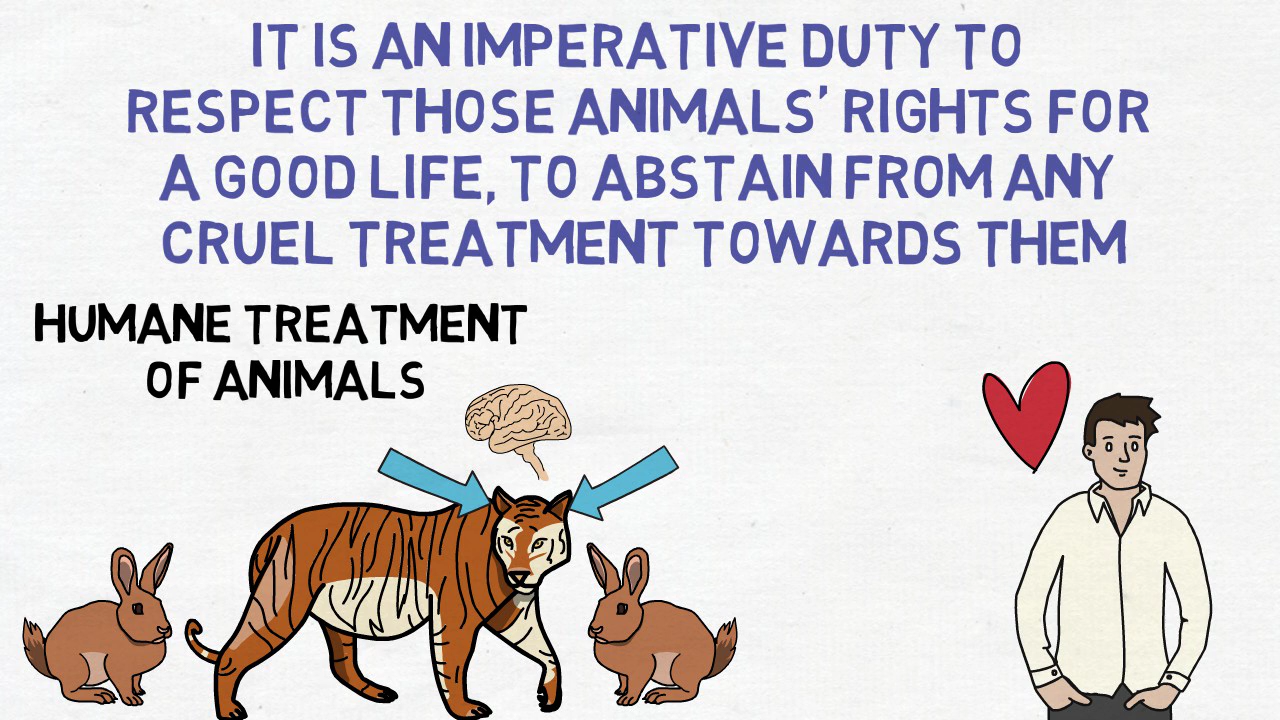 IT IS AN IMPERATIVE DUTY TO
RESPECT THOSE ANIMALS' RIGHTS FOR
A GOOD LIFE, TO ABSTAIN FROM ANY
CRUEL TREATMENT TOWARDS THEM
HUMANE TREATMENT
OF ANIMALS